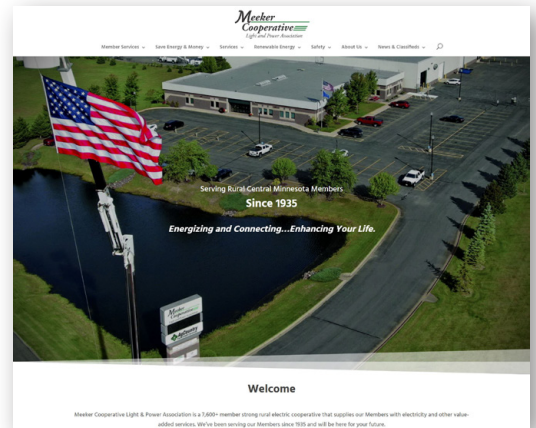 Meeker
Cooperative
Light and Power Association
Member Services
Save Energy & Money
Services
Renewable Energy
Safety
About Us
News & Classifieds
Serving Rural Central Minnesota Members
Since 1935
Energizing and Connecting...Enhancing Your Life.
Meeker
Cooperative
Welcome
Meeker Cooperative Light & Power Association is a 7,600+ member strong rural electric cooperative that supplies our Members with electricity and other value-
added services. We've been serving our Members since 1935 and will be here for your future.